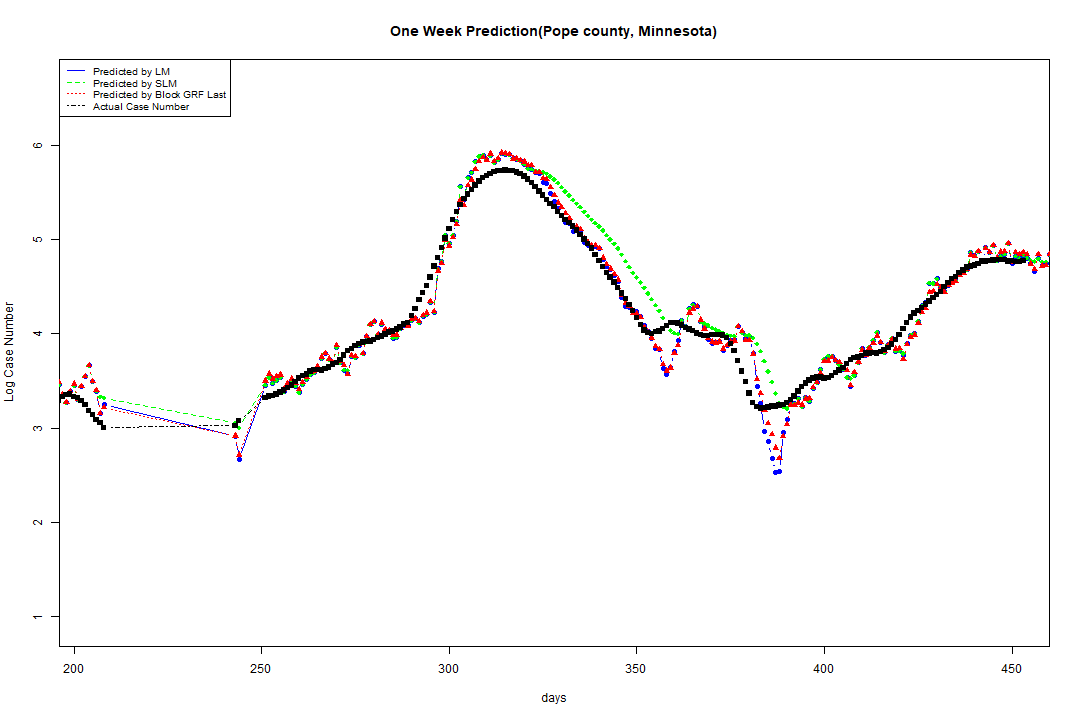 One Week Prediction(Pope county, Minnesota)
Predicted by LM
Predicted by SLM
Predicted by Block GRF Last
Actual Case Number
6
5
4
3
2
1
Log Case Number
200 250 300 350 400 450
days